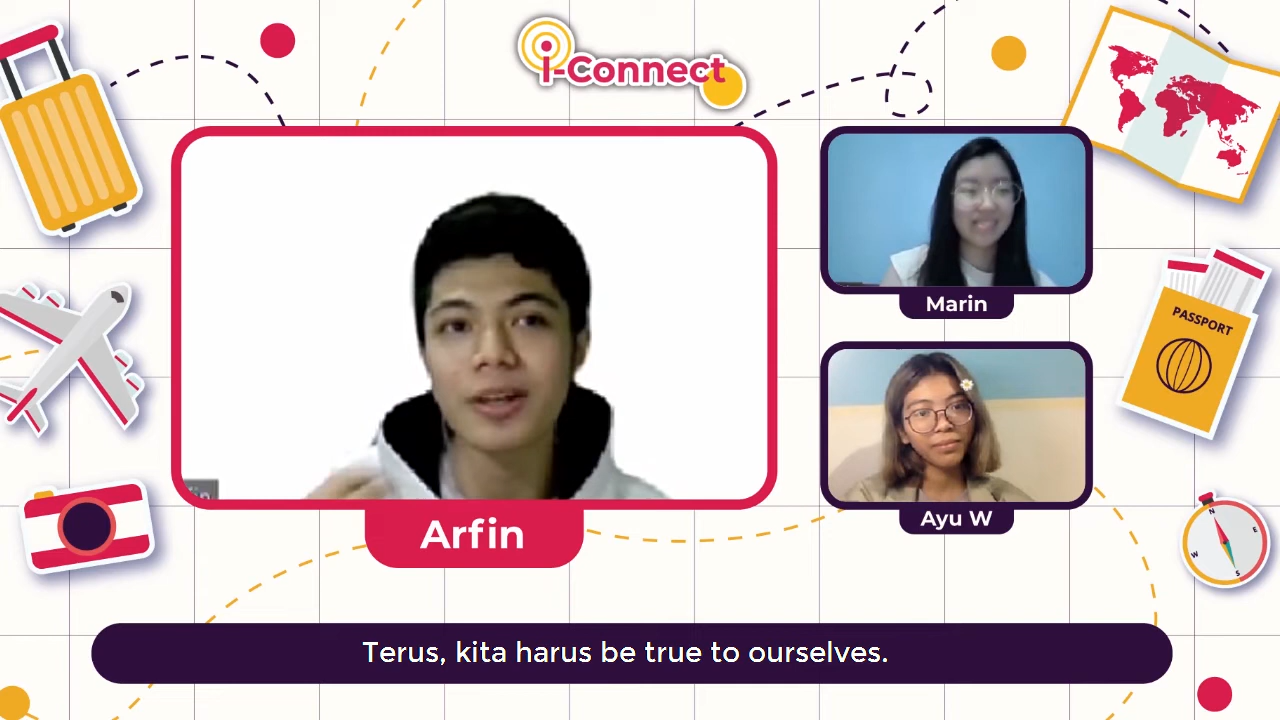 i-Connect
Marin
PASSPORT
Arfin
Ayu W
N
E
W
S
Terus, kita harus be true to ourselves.